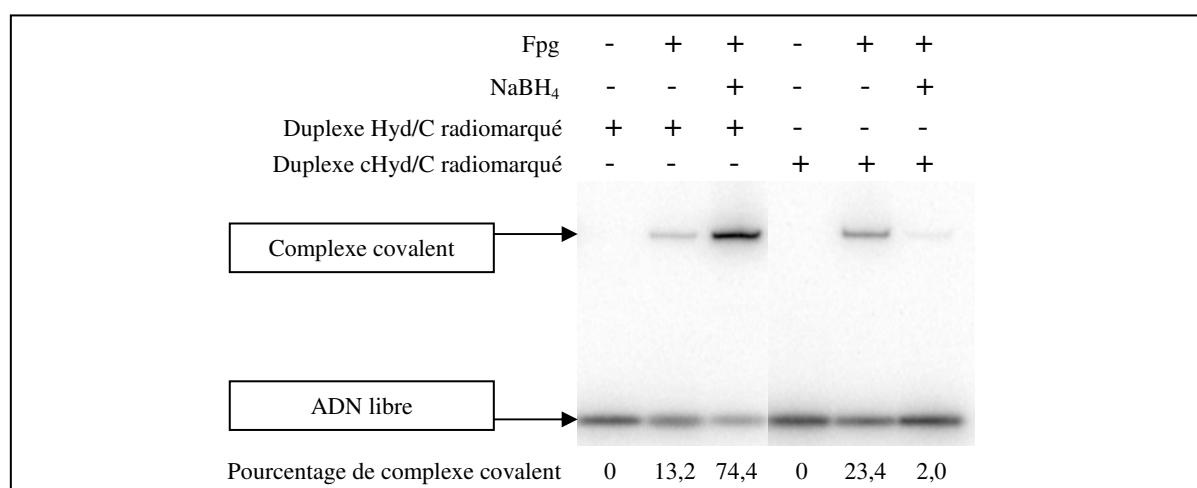 Fpg - + + - + +
NaBH₄ - - + - - +
Duplexe Hyd/C radiomarqué + + + - - -
Duplexe cHyd/C radiomarqué - - - + + +
Complexe covalent
ADN libre
Pourcentage de complexe covalent 0 13,2 74,4 0 23,4 2,0